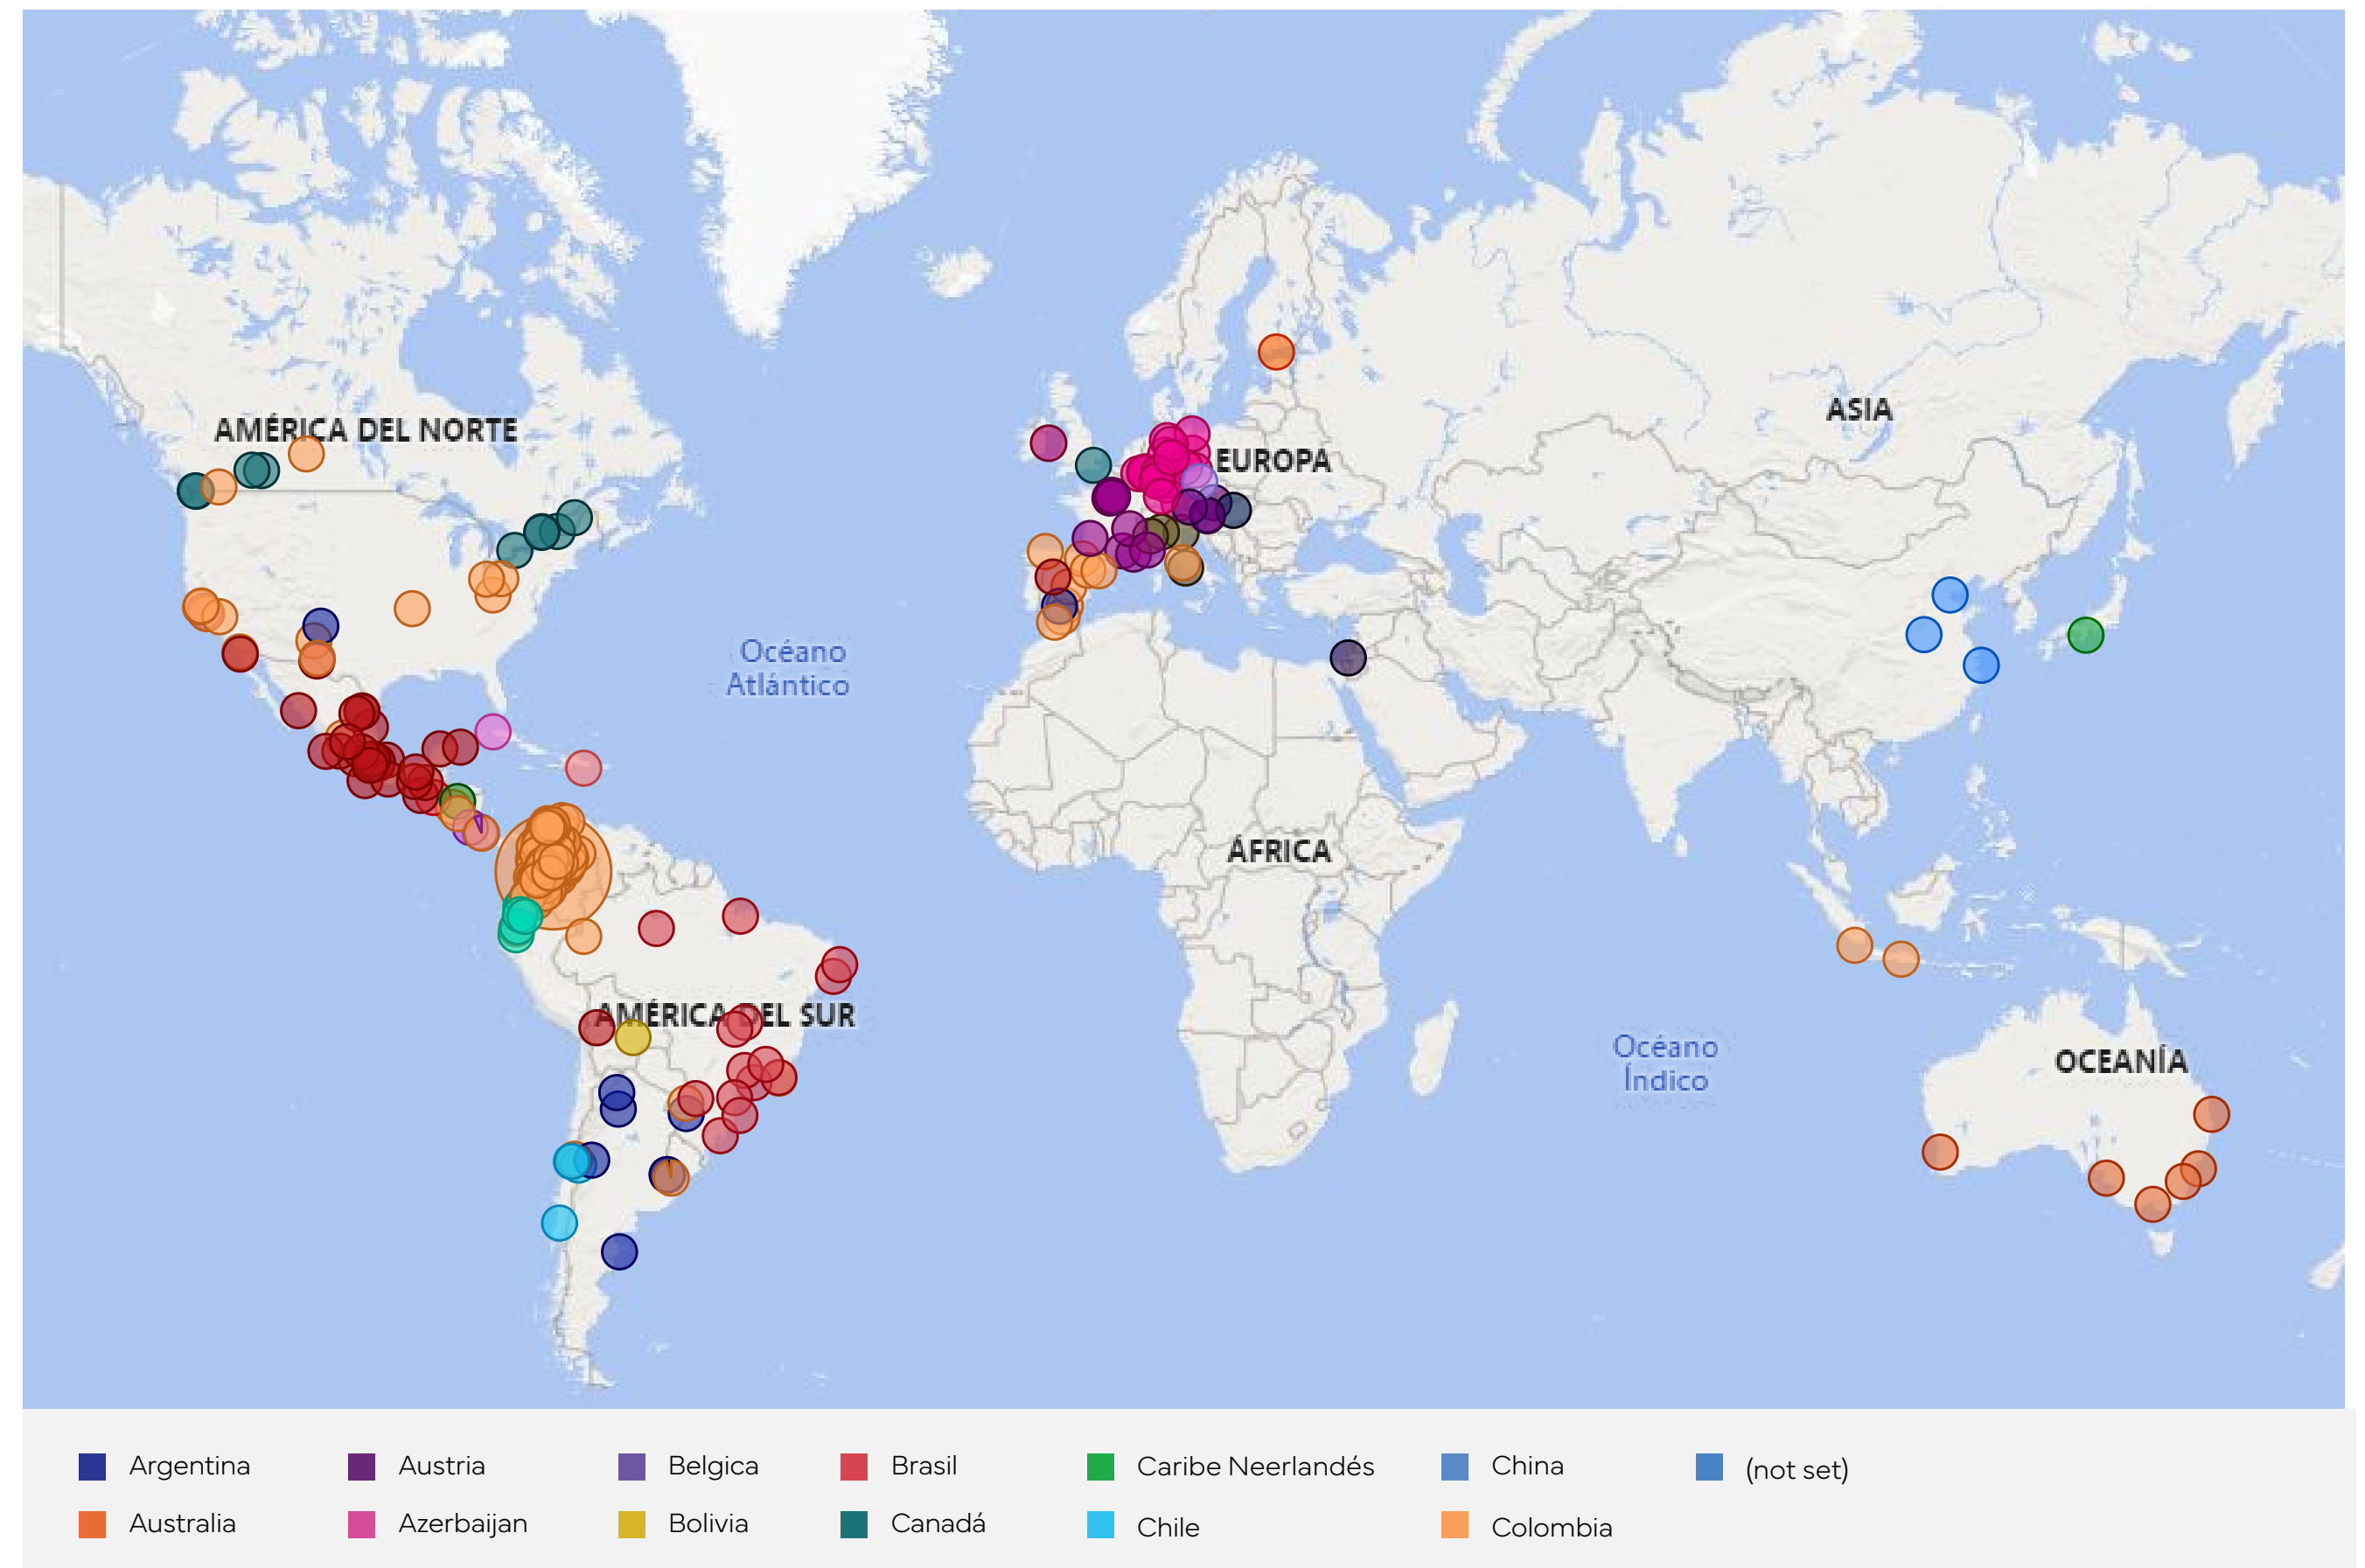 AMÉRICA DEL NORTE
ASIA
EUROPA
Océano
Atlántico
ÁFRICA
AMÉRICA DEL SUR
Océano
Índico
OCEANÍA
Argentina
Austria
Belgica
Brasil
Caribe Neerlandés
China
(not set)
Australia
Azerbaijan
Bolivia
Canadá
Chile
Colombia